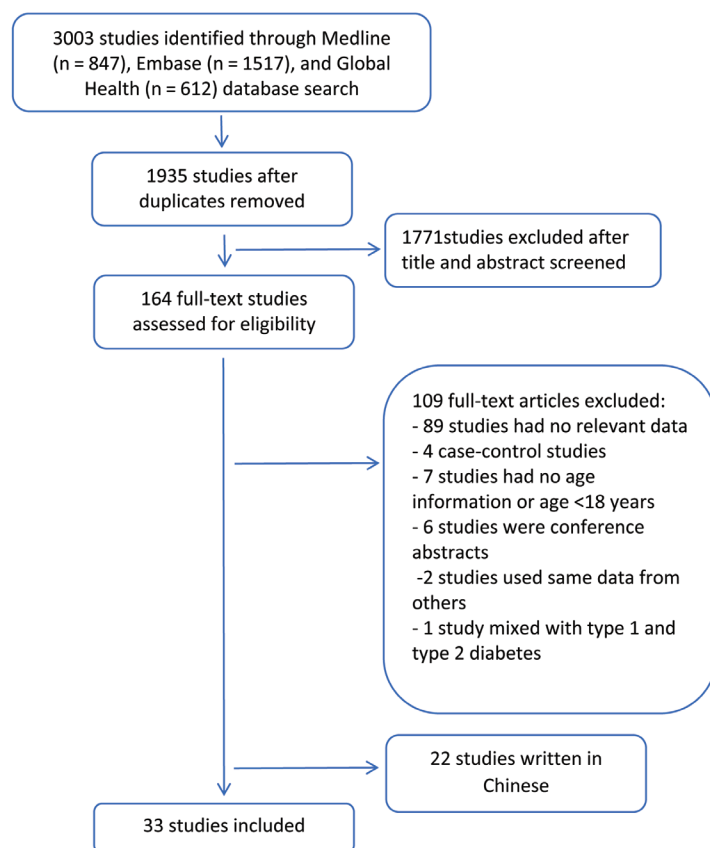 3003 studies identified through Medline
(n = 847), Embase (n = 1517), and Global
Health (n = 612) database search
1935 studies after
duplicates removed
1771studies excluded after
title and abstract screened
164 full-text studies
assessed for eligibility
109 full-text articles excluded:
- 89 studies had no relevant data
- 4 case-control studies
- 7 studies had no age
information or age <18 years
- 6 studies were conference
abstracts
-2 studies used same data from
others
- 1 study mixed with type 1 and
type 2 diabetes
22 studies written in
Chinese
33 studies included